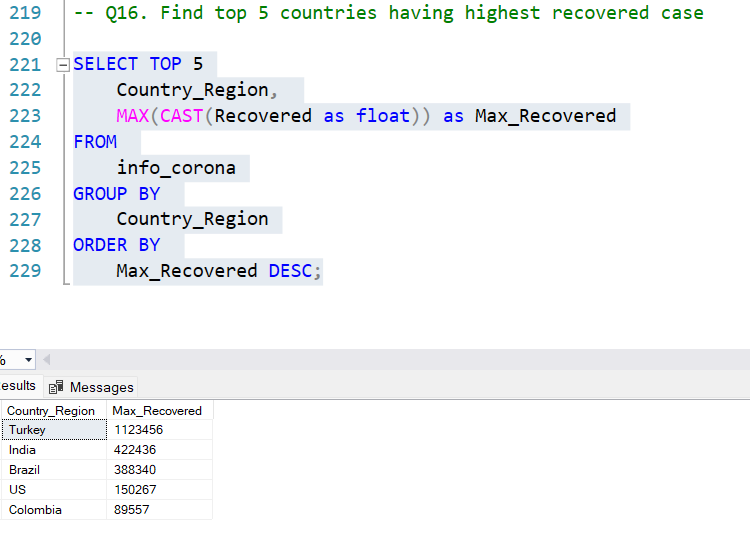 219 -- Q16. Find top 5 countries having highest recovered case
220
221 SELECT TOP 5
222 Country_Region,
223 MAX(CAST(Recovered as float)) as Max_Recovered
224 FROM
225 info_corona
226 GROUP BY
227 Country_Region
228 ORDER BY
229 Max_Recovered DESC;
%
esults Messages
Country_Region Max_Recovered
Turkey 1123456
India 422436
Brazil 388340
US 150267
Colombia 89557